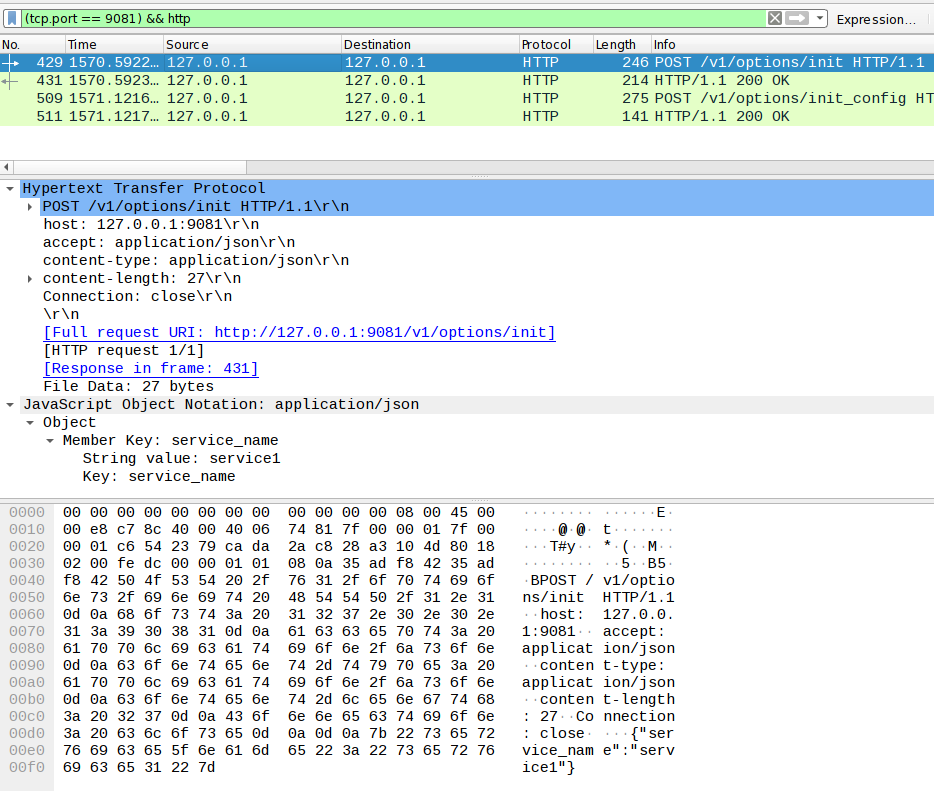 (tcp.port == 9081) && http Expression…
No. Time Source Destination Protocol Length Info
429 1570.5922… 127.0.0.1 127.0.0.1 HTTP 246 POST /v1/options/init HTTP/1.1
431 1570.5923… 127.0.0.1 127.0.0.1 HTTP 214 HTTP/1.1 200 OK
509 1571.1216… 127.0.0.1 127.0.0.1 HTTP 275 POST /v1/options/init_config HT
511 1571.1217… 127.0.0.1 127.0.0.1 HTTP 141 HTTP/1.1 200 OK
Hypertext Transfer Protocol
POST /v1/options/init HTTP/1.1\r\n
host: 127.0.0.1:9081\r\n
accept: application/json\r\n
content-type: application/json\r\n
content-length: 27\r\n
Connection: close\r\n
\r\n
[Full request URI: http://127.0.0.1:9081/v1/options/init]
[HTTP request 1/1]
[Response in frame: 431]
File Data: 27 bytes
JavaScript Object Notation: application/json
Object
Member Key: service_name
String value: service1
Key: service_name
0000 00 00 00 00 00 00 00 00 00 00 00 00 08 00 45 00 ········ ······E·
0010 00 e8 c7 8c 40 00 40 06 74 81 7f 00 00 01 7f 00 ····@·@· t·······
0020 00 01 c6 54 23 79 ca da 2a c8 28 a3 10 4d 80 18 ···T#y·· *·(··M··
0030 02 00 fe dc 00 00 01 01 08 0a 35 ad f8 42 35 ad ········ ··5··B5·
0040 f8 42 50 4f 53 54 20 2f 76 31 2f 6f 70 74 69 6f ·BPOST / v1/optio
0050 6e 73 2f 69 6e 69 74 20 48 54 54 50 2f 31 2e 31 ns/init HTTP/1.1
0060 0d 0a 68 6f 73 74 3a 20 31 32 37 2e 30 2e 30 2e ··host: 127.0.0.
0070 31 3a 39 30 38 31 0d 0a 61 63 63 65 70 74 3a 20 1:9081·· accept:
0080 61 70 70 6c 69 63 61 74 69 6f 6e 2f 6a 73 6f 6e applicat ion/json
0090 0d 0a 63 6f 6e 74 65 6e 74 2d 74 79 70 65 3a 20 ··conten t-type:
00a0 61 70 70 6c 69 63 61 74 69 6f 6e 2f 6a 73 6f 6e applicat ion/json
00b0 0d 0a 63 6f 6e 74 65 6e 74 2d 6c 65 6e 67 74 68 ··conten t-length
00c0 3a 20 32 37 0d 0a 43 6f 6e 6e 65 63 74 69 6f 6e : 27··Co nnection
00d0 3a 20 63 6c 6f 73 65 0d 0a 0d 0a 7b 22 73 65 72 : close· ···{"ser
00e0 76 69 63 65 5f 6e 61 6d 65 22 3a 22 73 65 72 76 vice_nam e":"serv
00f0 69 63 65 31 22 7d ice1"}